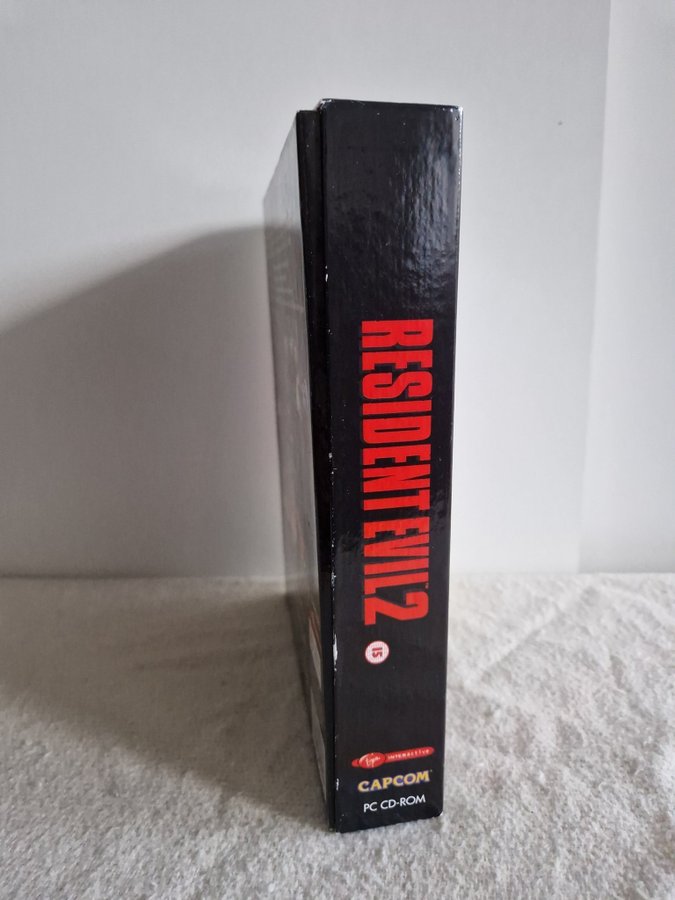 RESIDENT EVIL 2
15
Virgin INTERactive
CAPCOM
PC CD-ROM